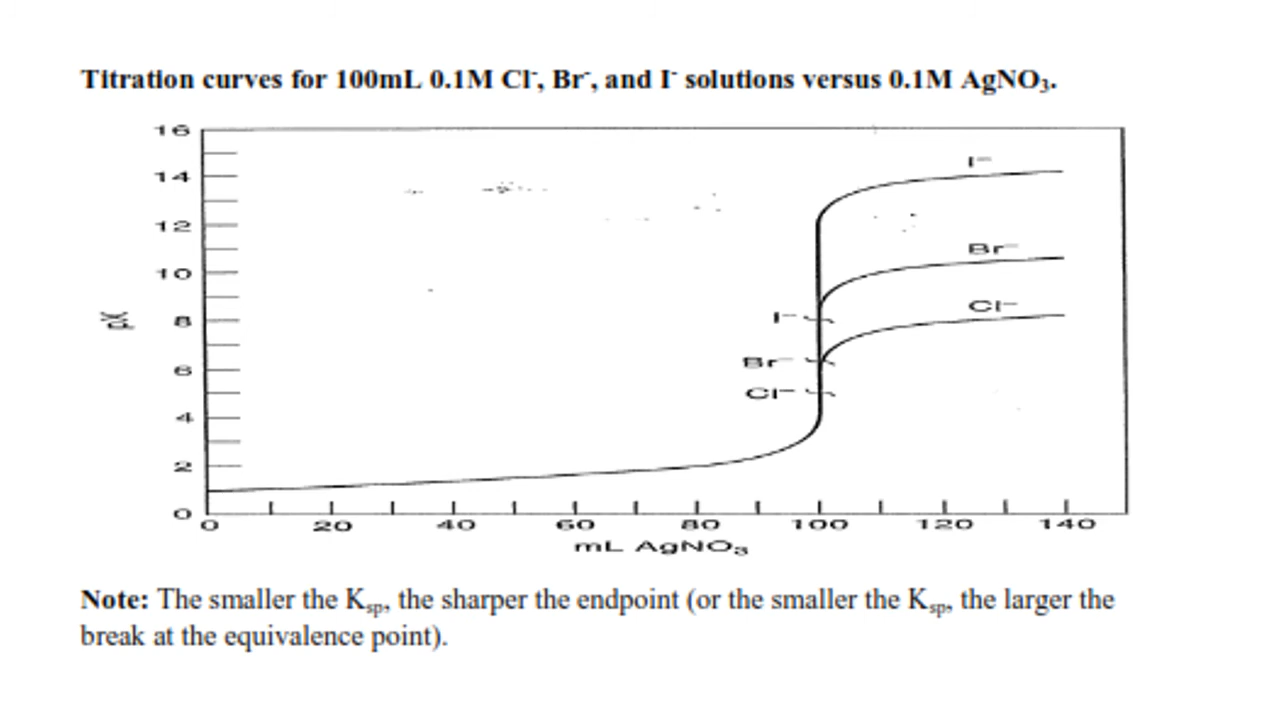 Titration curves for 100mL 0.1M Cl⁻, Br⁻, and I⁻ solutions versus 0.1M AgNO₃.
16
14
12
10
8
6
4
2
0
pX
I⁻
Br⁻
Cl⁻
I⁻
Br⁻
Cl⁻
0 20 40 60 80 100 120 140
mL AgNO₃
Note: The smaller the Kₛₚ, the sharper the endpoint (or the smaller the Kₛₚ, the larger the
break at the equivalence point).